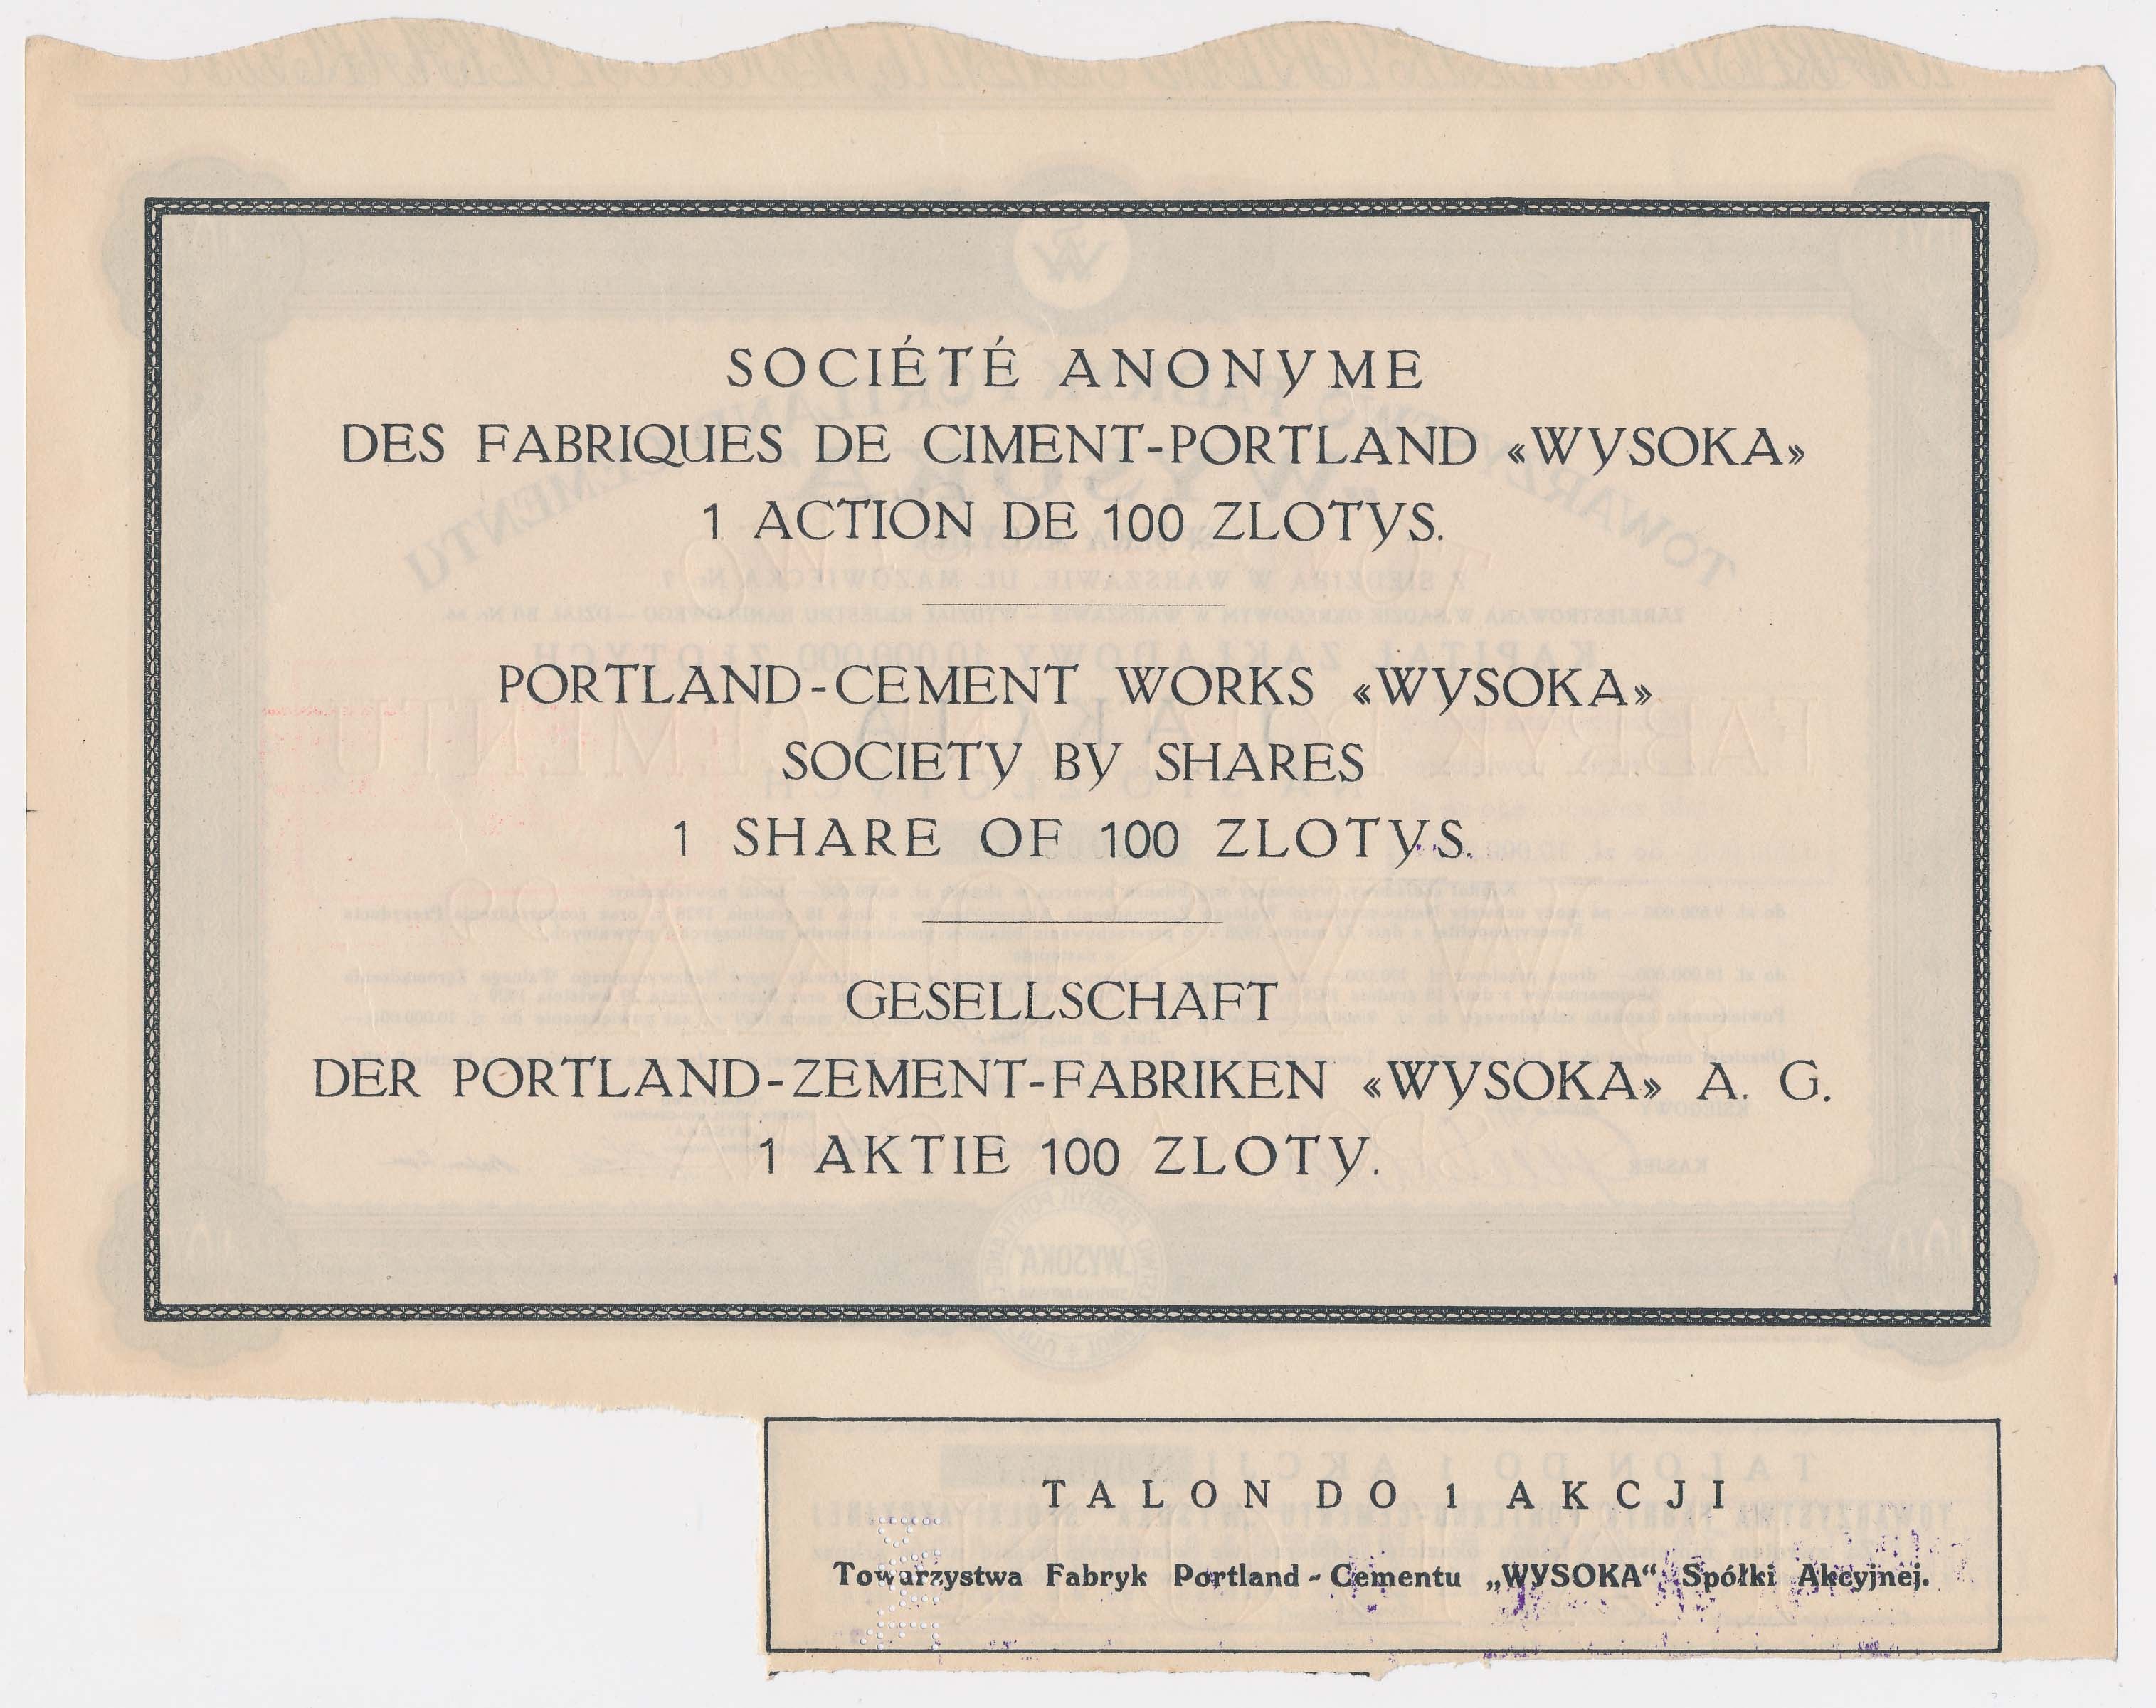 SOCIÉTÉ ANONYME
DES FABRIQUES DE CIMENT-PORTLAND «WYSOKA»
1 ACTION DE 100 ZLOTYS.
PORTLAND-CEMENT WORKS «WYSOKA»
SOCIETY BY SHARES
1 SHARE OF 100 ZLOTYS.
GESELLSCHAFT
DER PORTLAND-ZEMENT-FABRIKEN «WYSOKA» A. G.
1 AKTIE 100 ZLOTY.
TALON DO 1 AKCJI
Towarzystwa Fabryk Portland-Cementu „WYSOKA“ Spółki Akcyjnej.